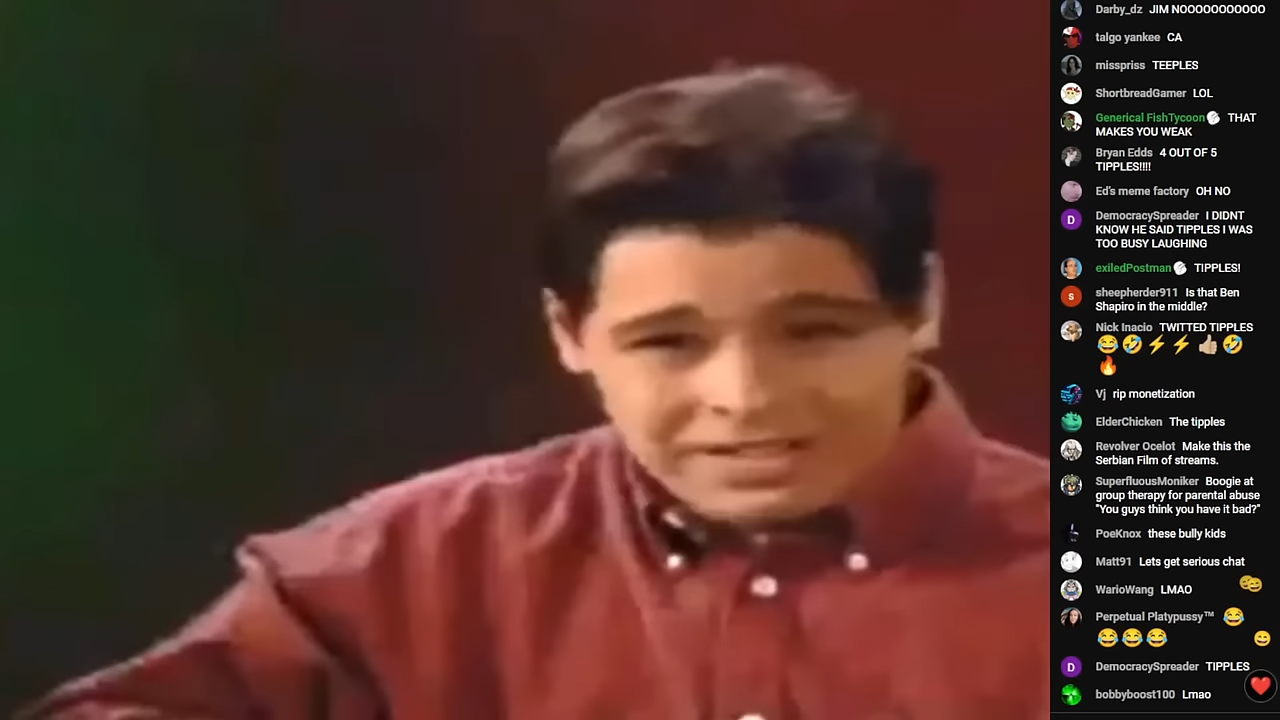 Darby_dz JIM NOOOOOOOOOOO
talgo yankee CA
misspriss TEEPLES
ShortbreadGamer LOL
Generical FishTycoon THAT
MAKES YOU WEAK
Bryan Edds 4 OUT OF 5
TIPPLES!!!!
Ed's meme factory OH NO
D DemocracySpreader I DIDNT
KNOW HE SAID TIPPLES I WAS
TOO BUSY LAUGHING
exiledPostman TIPPLES!
s sheepherder911 Is that Ben
Shapiro in the middle?
Nick Inacio TWITTED TIPPLES
😂🤣⚡⚡👍🏼🤣
🔥
Vj rip monetization
ElderChicken The tipples
Revolver Ocelot Make this the
Serbian Film of streams.
SuperfluousMoniker Boogie at
group therapy for parental abuse
"You guys think you have it bad?"
PoeKnox these bully kids
Matt91 Lets get serious chat
WarioWang LMAO
Perpetual Platypussy™ 😂
😂😂😂
D DemocracySpreader TIPPLES
bobbyboost100 Lmao